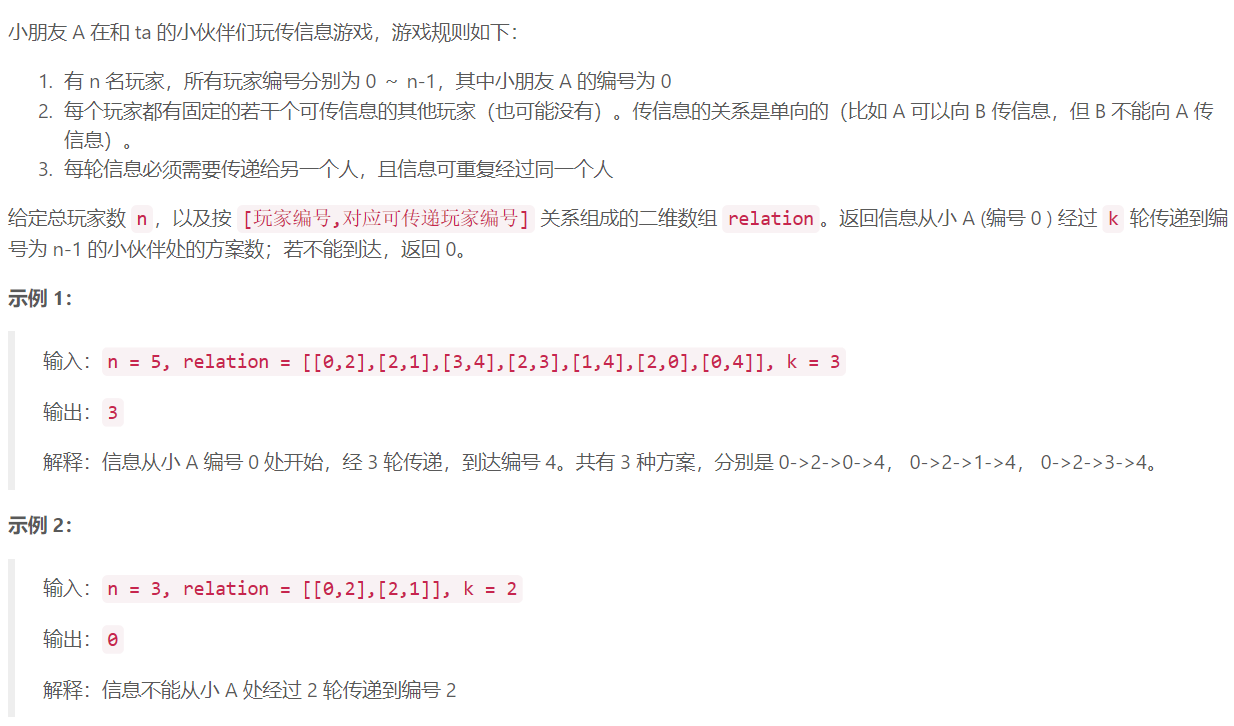 小朋友 A 在和 ta 的小伙伴们玩传信息游戏，游戏规则如下：
1. 有 n 名玩家，所有玩家编号分别为 0 ～ n-1，其中小朋友 A 的编号为 0
2. 每个玩家都有固定的若干个可传信息的其他玩家（也可能没有）。传信息的关系是单向的（比如 A 可以向 B 传信息，但 B 不能向 A 传
信息）。
3. 每轮信息必须需要传递给另一个人，且信息可重复经过同一个人
给定总玩家数 n，以及按 [玩家编号,对应可传递玩家编号] 关系组成的二维数组 relation。返回信息从小 A (编号 0 ) 经过 k 轮传递到编
号为 n-1 的小伙伴处的方案数；若不能到达，返回 0。
示例 1：
输入：n = 5, relation = [[0,2],[2,1],[3,4],[2,3],[1,4],[2,0],[0,4]], k = 3
输出：3
解释：信息从小 A 编号 0 处开始，经 3 轮传递，到达编号 4。共有 3 种方案，分别是 0->2->0->4， 0->2->1->4， 0->2->3->4。
示例 2：
输入：n = 3, relation = [[0,2],[2,1]], k = 2
输出：0
解释：信息不能从小 A 处经过 2 轮传递到编号 2